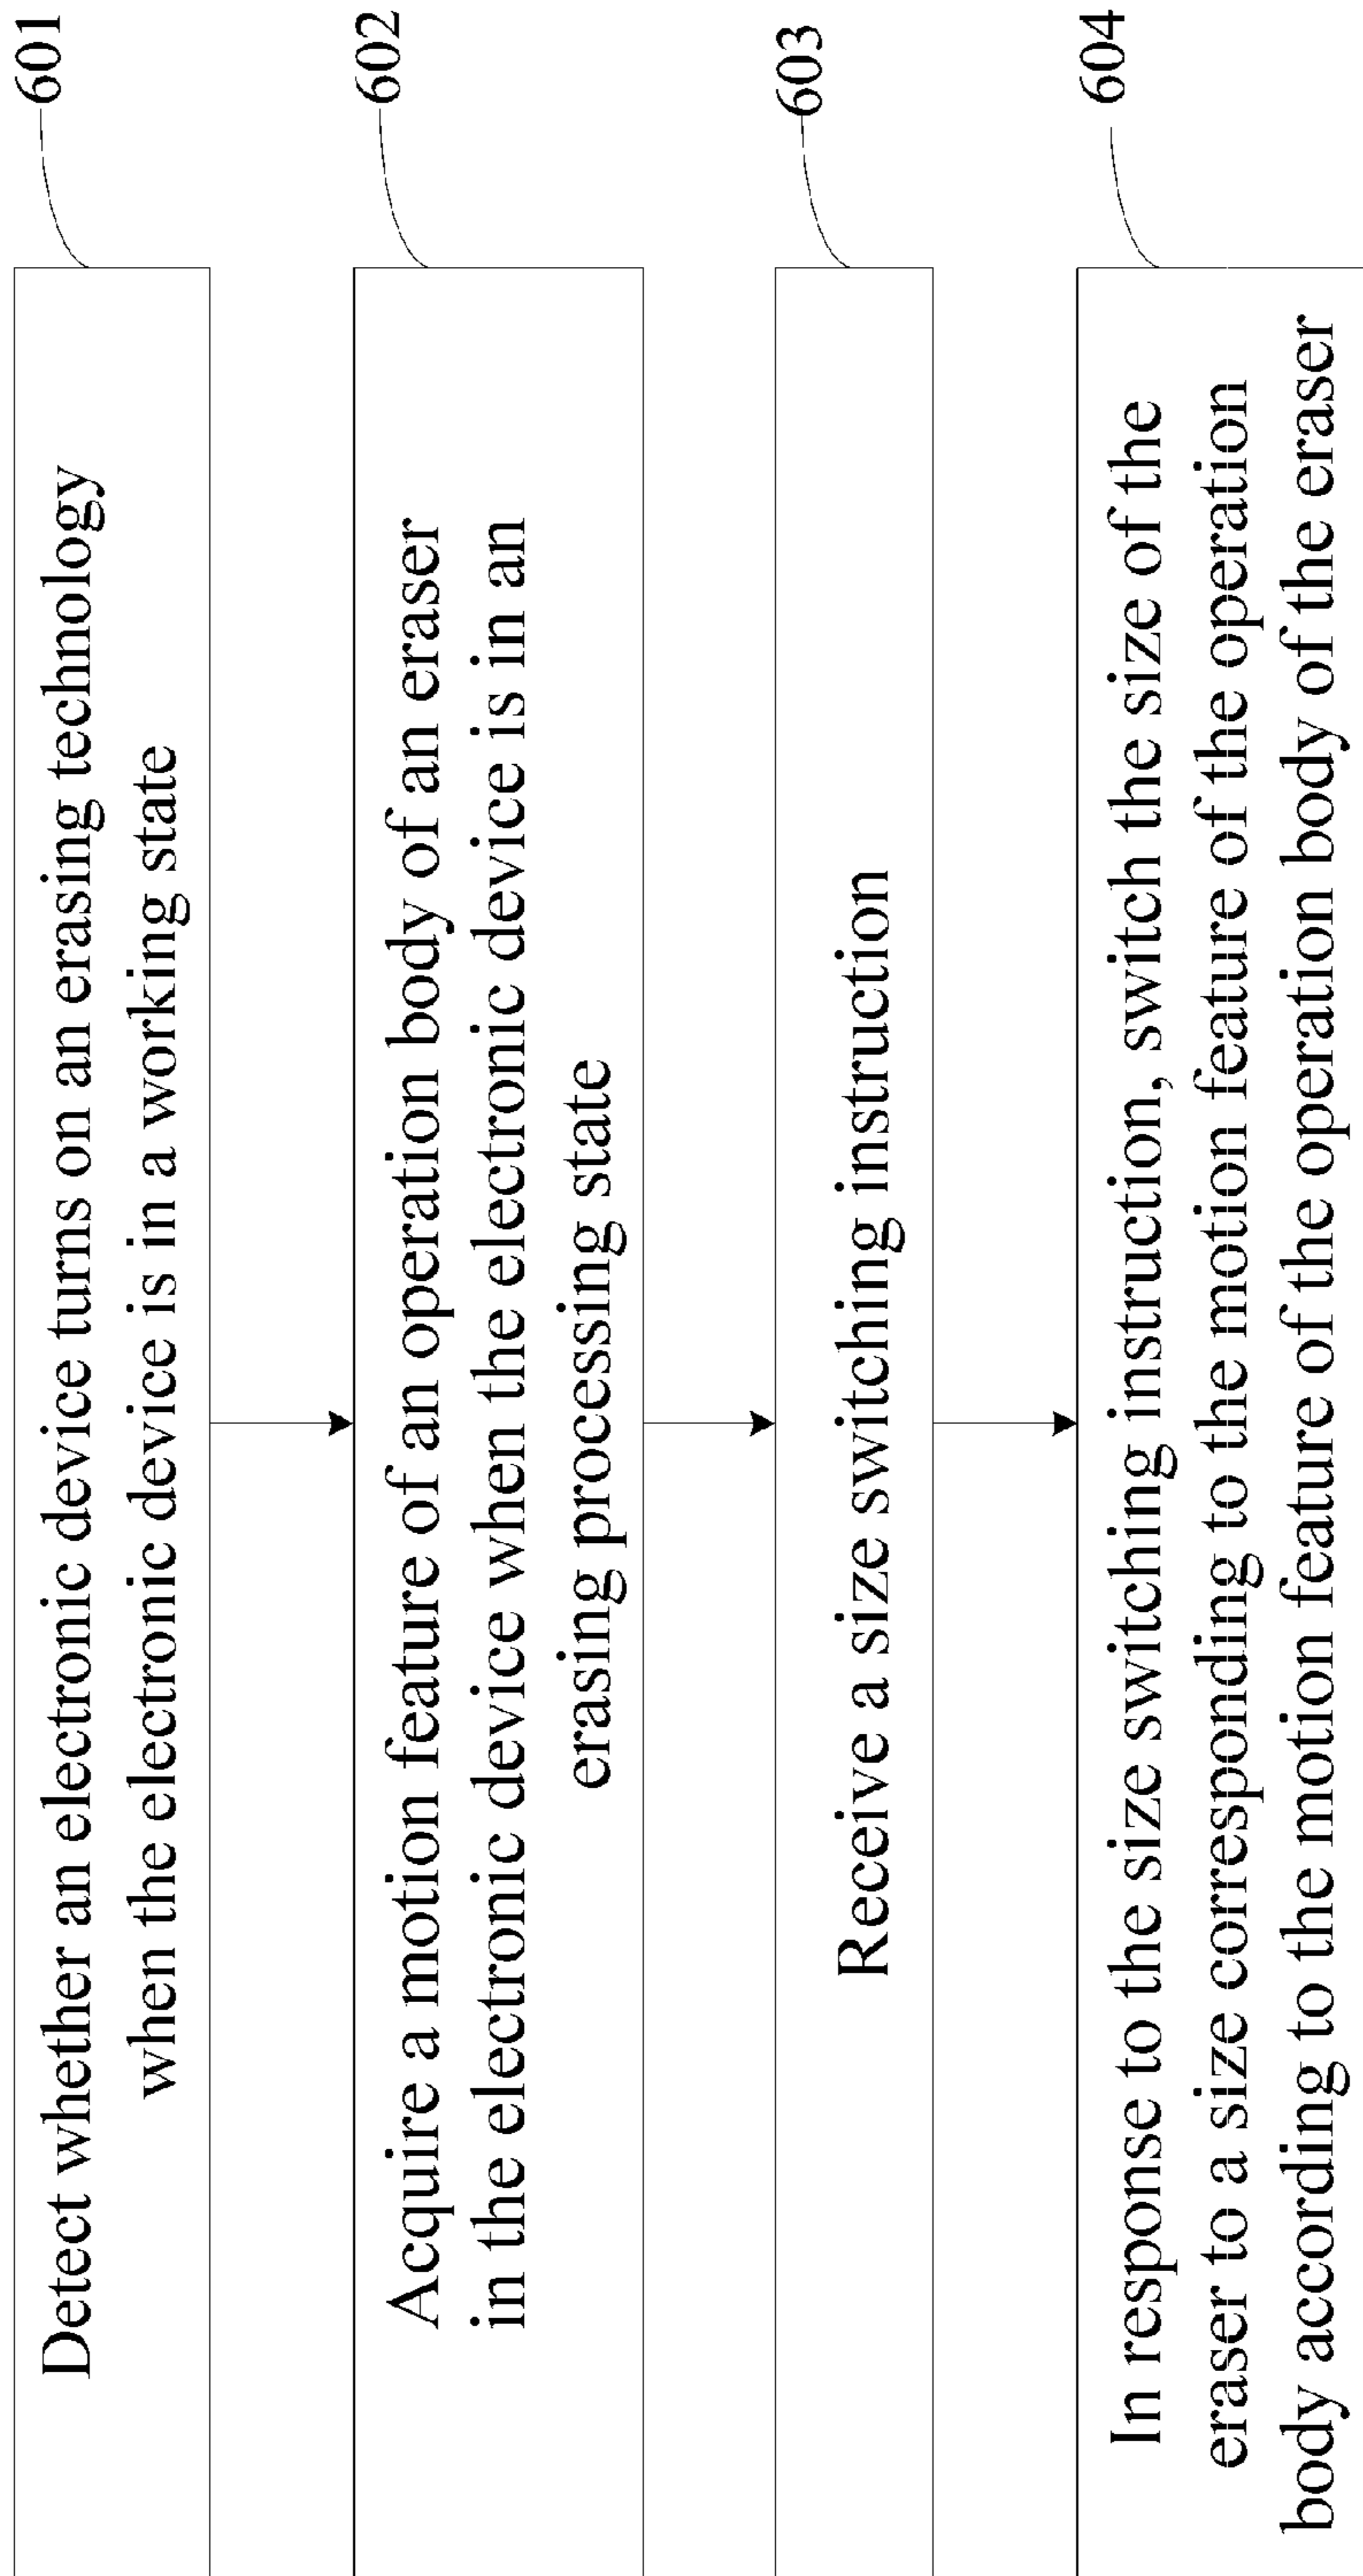 601
Detect whether an electronic device turns on an erasing technology
when the electronic device is in a working state
602
Acquire a motion feature of an operation body of an eraser
in the electronic device when the electronic device is in an
erasing processing state
603
Receive a size switching instruction
604
In response to the size switching instruction, switch the size of the
eraser to a size corresponding to the motion feature of the operation
body according to the motion feature of the operation body of the eraser